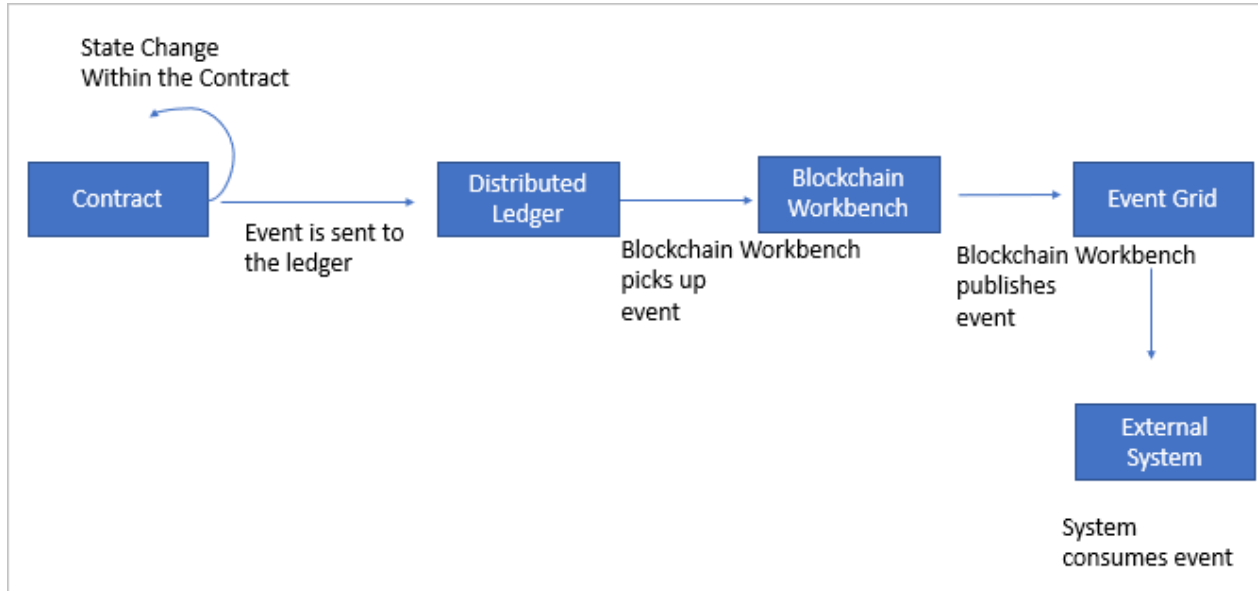 State Change
Within the Contract
Contract
Event is sent to
the ledger
Distributed
Ledger
Blockchain Workbench
picks up
event
Blockchain
Workbench
Blockchain Workbench
publishes
event
Event Grid
External
System
System
consumes event